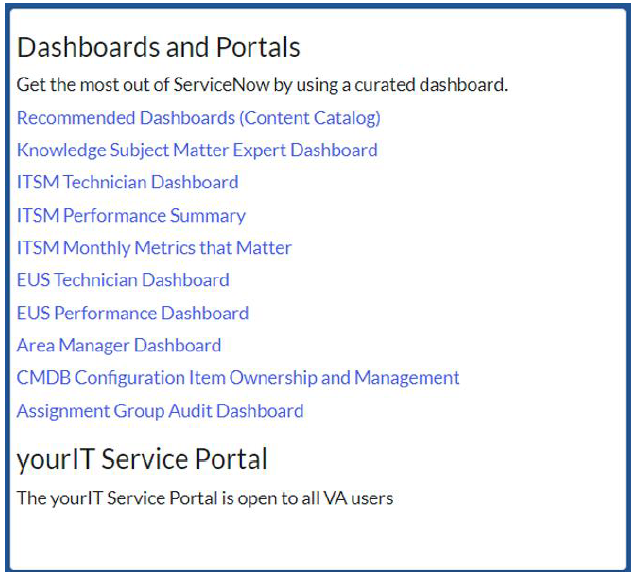 Dashboards and Portals
Get the most out of ServiceNow by using a curated dashboard.
Recommended Dashboards (Content Catalog)
Knowledge Subject Matter Expert Dashboard
ITSM Technician Dashboard
ITSM Performance Summary
ITSM Monthly Metrics that Matter
EUS Technician Dashboard
EUS Performance Dashboard
Area Manager Dashboard
CMDB Configuration Item Ownership and Management
Assignment Group Audit Dashboard
yourIT Service Portal
The yourIT Service Portal is open to all VA users